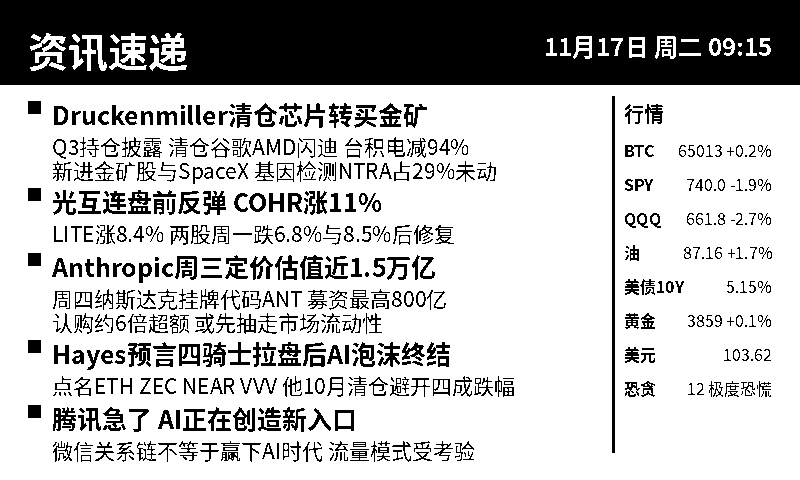 资讯速递
11月17日 周二 09:15
Druckenmiller清仓芯片转买金矿
Q3持仓披露 清仓谷歌AMD闪迪 台积电减94%
新进金矿股与SpaceX 基因检测NTRA占29%未动
光互连盘前反弹 COHR涨11%
LITE涨8.4% 两股周一跌6.8%与8.5%后修复
Anthropic周三定价估值近1.5万亿
周四纳斯达克挂牌代码ANT 募资最高800亿
认购约6倍超额 或先抽走市场流动性
Hayes预言四骑士拉盘后AI泡沫终结
点名ETH ZEC NEAR VVV 他10月清仓避开四成跌幅
腾讯急了 AI正在创造新入口
微信关系链不等于赢下AI时代 流量模式受考验
行情
BTC 65013 +0.2%
SPY 740.0 -1.9%
QQQ 661.8 -2.7%
油 87.16 +1.7%
美债10Y 5.15%
黄金 3859 +0.1%
美元 103.62
恐贪 12 极度恐慌